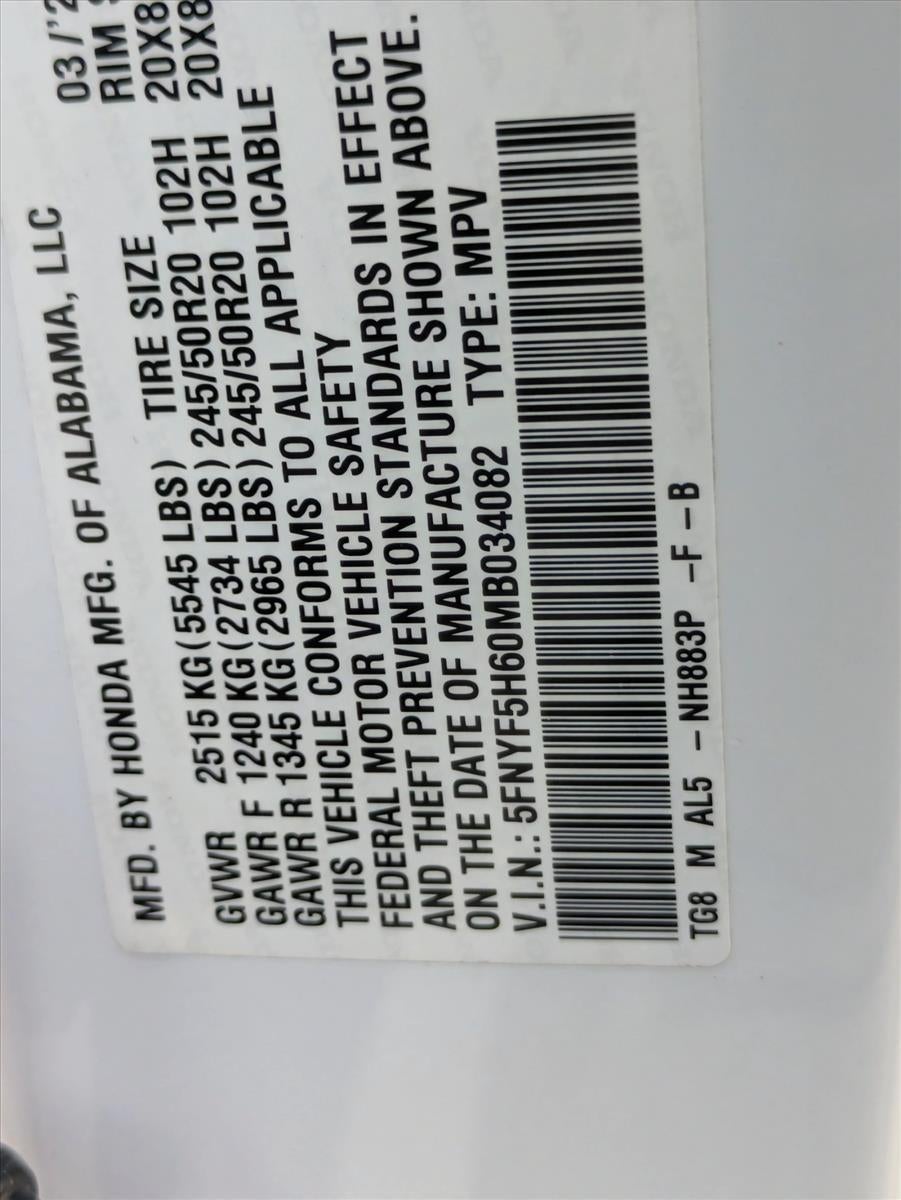 MFD. BY HONDA MFG. OF ALABAMA, LLC 03/'2
TIRE SIZE RIM
GVWR 2515 KG(5545 LBS)
GAWR F 1240 KG(2734 LBS) 245/50R20 102H 20X8
GAWR R 1345 KG(2965 LBS) 245/50R20 102H 20X8
THIS VEHICLE CONFORMS TO ALL APPLICABLE
FEDERAL MOTOR VEHICLE SAFETY
AND THEFT PREVENTION STANDARDS IN EFFECT
ON THE DATE OF MANUFACTURE SHOWN ABOVE.
V.I.N.: 5FNYF5H60MB034082 TYPE: MPV
TG8 M AL5 -NH883P -F-B